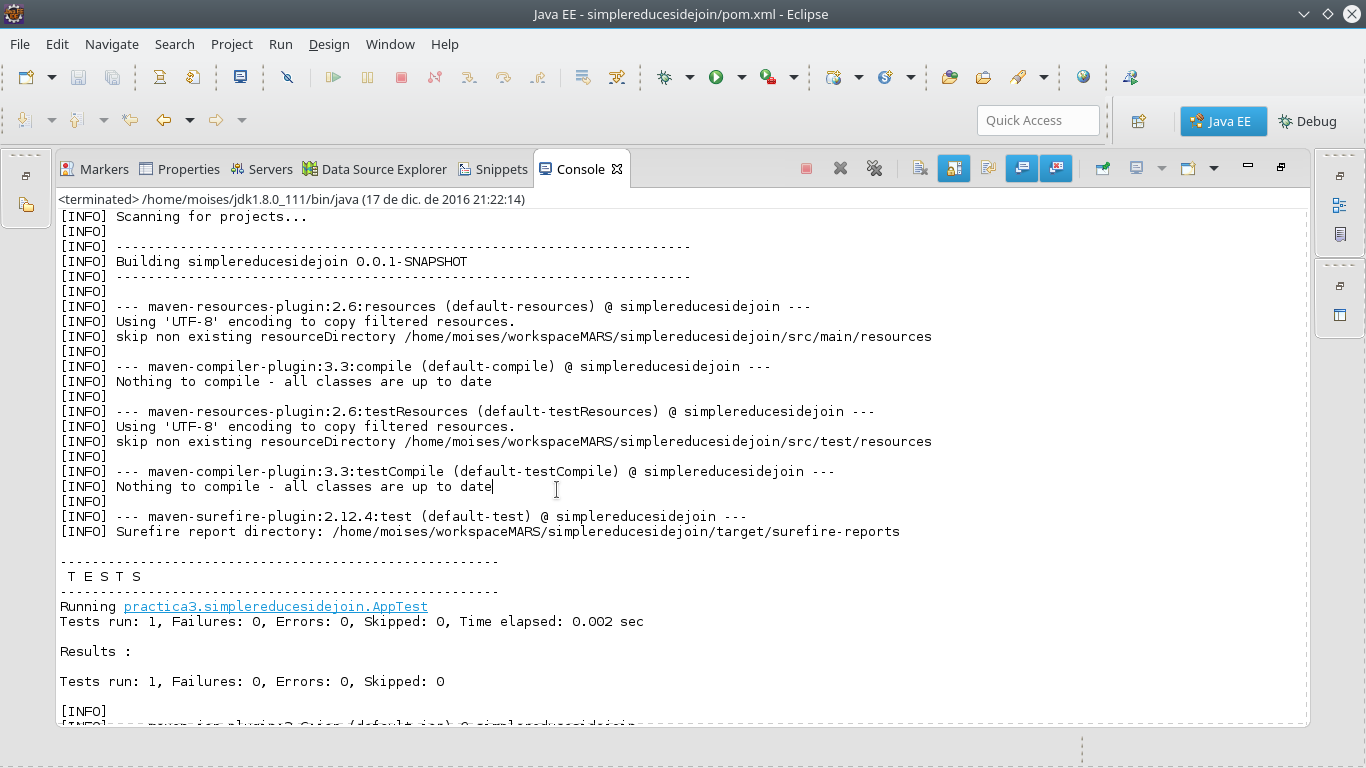 Java EE - simplereducesidejoin/pom.xml - Eclipse
File Edit Navigate Search Project Run Design Window Help
Quick Access
Java EE
Debug
Markers Properties Servers Data Source Explorer Snippets Console
<terminated> /home/moises/jdk1.8.0_111/bin/java (17 de dic. de 2016 21:22:14)
[INFO] Scanning for projects...
[INFO]
[INFO] ------------------------------------------------------------------------
[INFO] Building simplereducesidejoin 0.0.1-SNAPSHOT
[INFO] ------------------------------------------------------------------------
[INFO]
[INFO] --- maven-resources-plugin:2.6:resources (default-resources) @ simplereducesidejoin ---
[INFO] Using 'UTF-8' encoding to copy filtered resources.
[INFO] skip non existing resourceDirectory /home/moises/workspaceMARS/simplereducesidejoin/src/main/resources
[INFO]
[INFO] --- maven-compiler-plugin:3.3:compile (default-compile) @ simplereducesidejoin ---
[INFO] Nothing to compile - all classes are up to date
[INFO]
[INFO] --- maven-resources-plugin:2.6:testResources (default-testResources) @ simplereducesidejoin ---
[INFO] Using 'UTF-8' encoding to copy filtered resources.
[INFO] skip non existing resourceDirectory /home/moises/workspaceMARS/simplereducesidejoin/src/test/resources
[INFO]
[INFO] --- maven-compiler-plugin:3.3:testCompile (default-testCompile) @ simplereducesidejoin ---
[INFO] Nothing to compile - all classes are up to date
[INFO]
[INFO] --- maven-surefire-plugin:2.12.4:test (default-test) @ simplereducesidejoin ---
[INFO] Surefire report directory: /home/moises/workspaceMARS/simplereducesidejoin/target/surefire-reports
-------------------------------------------------------
T E S T S
-------------------------------------------------------
Running practica3.simplereducesidejoin.AppTest
Tests run: 1, Failures: 0, Errors: 0, Skipped: 0, Time elapsed: 0.002 sec
Results :
Tests run: 1, Failures: 0, Errors: 0, Skipped: 0
[INFO]